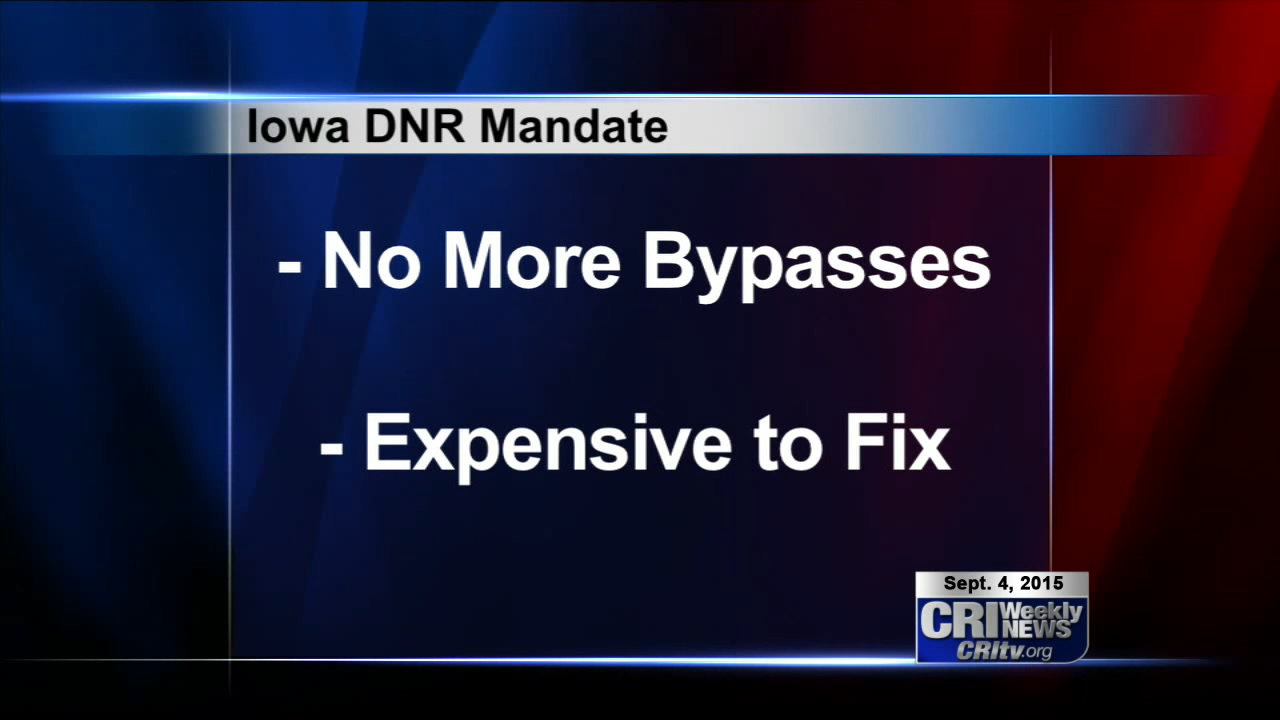 Iowa DNR Mandate
- No More Bypasses
- Expensive to Fix
Sept. 4, 2015
CRI Weekly NEWS
CRItv.org